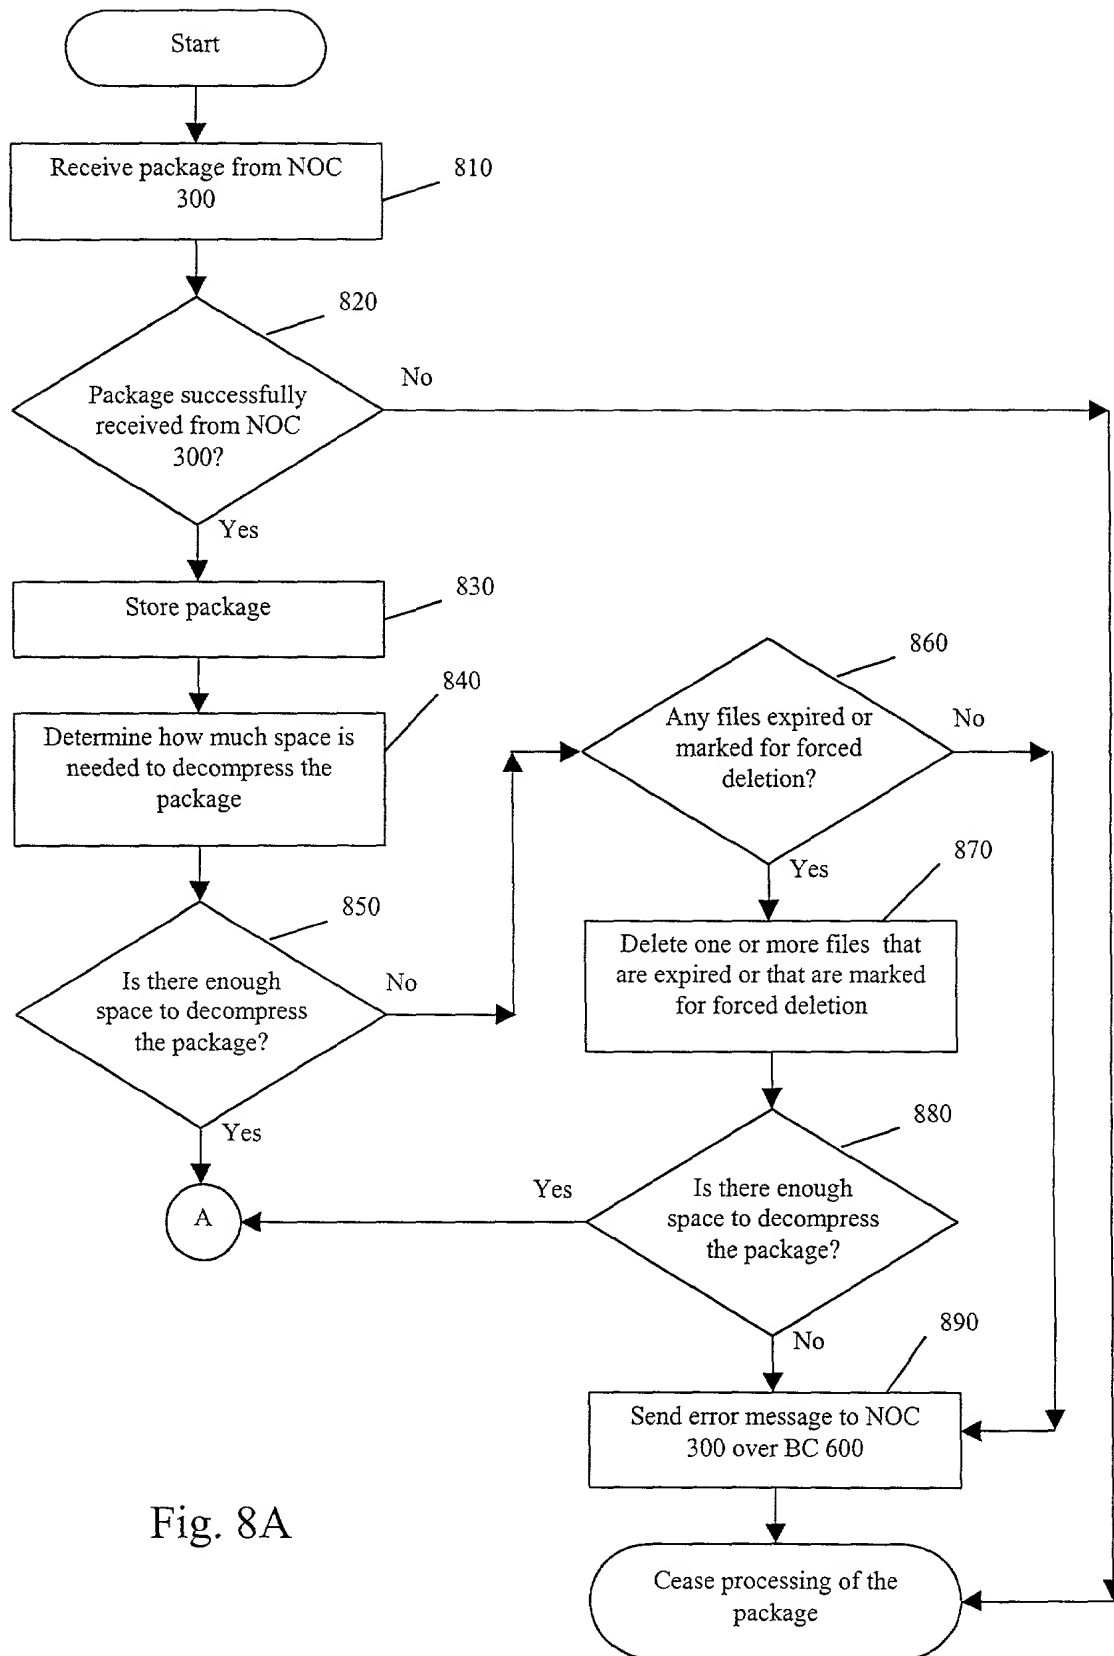 Start
Receive package from NOC
300
810
820
Package successfully
received from NOC
300?
No
Yes
Store package
830
840
Determine how much space is
needed to decompress the
package
850
Is there enough
space to decompress
the package?
No
Yes
A
860
Any files expired or
marked for forced
deletion?
No
Yes
870
Delete one or more files that
are expired or that are marked
for forced deletion
880
Is there enough
space to decompress
the package?
Yes
No
890
Send error message to NOC
300 over BC 600
Cease processing of the
package
Fig. 8A